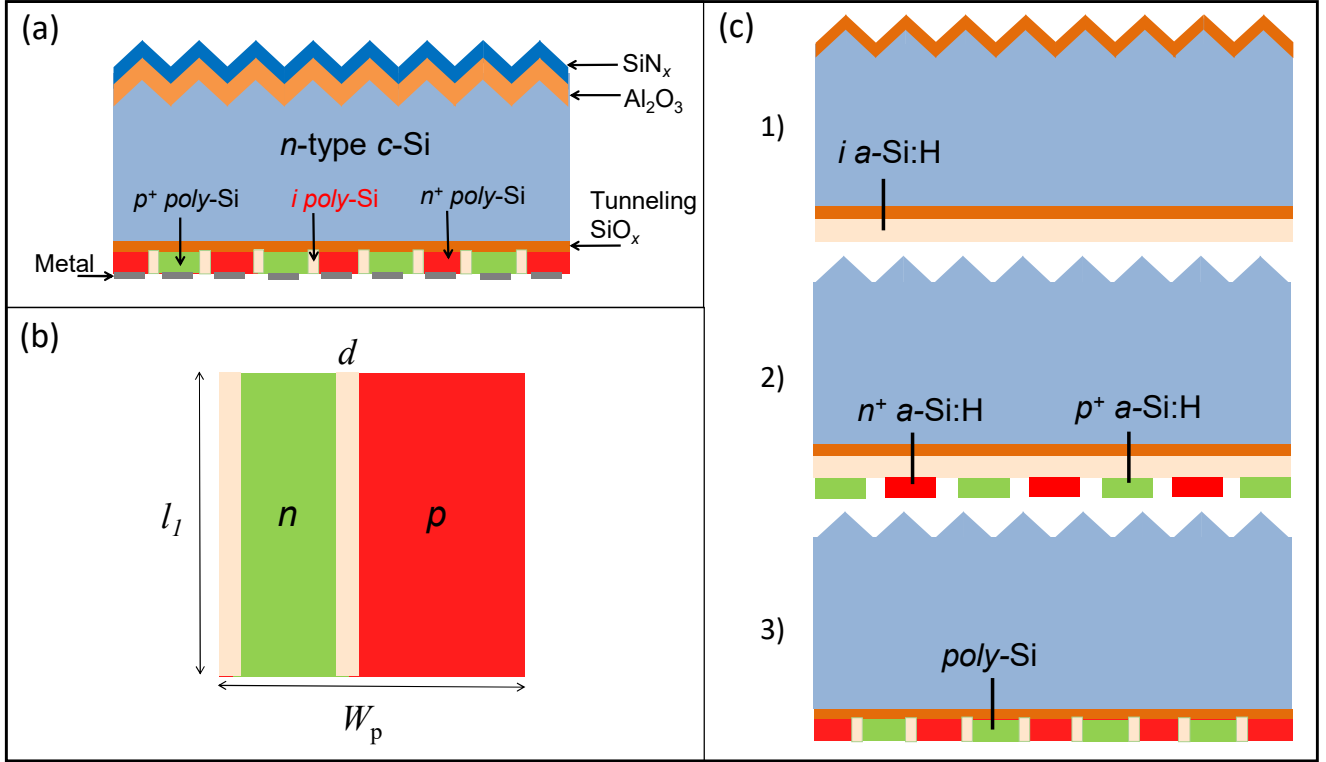 (a)
SiNx
Al2O3
n-type c-Si
p+ poly-Si
i poly-Si
n+ poly-Si
Tunneling
SiOx
Metal
(b)
d
l1
n
p
Wp
(c)
1)
i a-Si:H
2)
n+ a-Si:H
p+ a-Si:H
3)
poly-Si